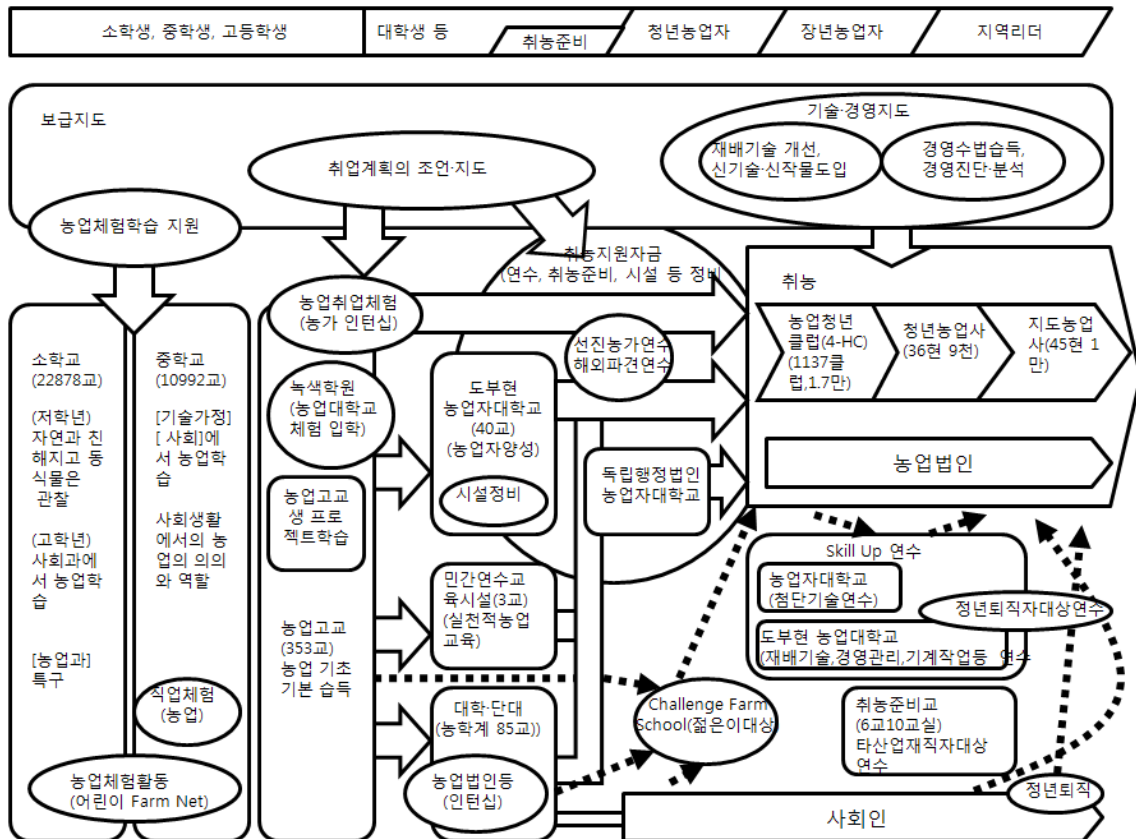 소학생, 중학생, 고등학생
대학생 등
취농준비
청년농업자
장년농업자
지역리더
보급지도
기술·경영지도
재배기술 개선,
신기술·신작물도입
경영수법습득,
경영진단·분석
취업계획의 조언·지도
농업체험학습 지원
취농지원자금
(연수, 취농준비, 시설 등 정비
취농
농업취업체험
(농가 인턴십)
선진농가연수
해외파견연수
농업청년
클럽(4-HC)
(1137클
럽,1.7만)
청년농업사
(36현 9천)
지도농업
사(45현 1
만)
농업법인
소학교
(22878교)
(저학년)
자연과 친
해지고 동
식물은
관찰
(고학년)
사회과에
서 농업학
습
[농업과]
특구
중학교
(10992교)
[기술가정]
[ 사회]에
서 농업학
습
사회생활
에서의 농
업의 의의
와 역할
직업체험
(농업)
농업체험활동
(어린이 Farm Net)
녹색학원
(농업대학교
체험 입학)
농업고교
생 프로
젝트학습
농업고교
(353교)
농업 기초
기본 습득
도부현
농업자대학교
(40교)
(농업자양성)
시설정비
독립행정법인
농업자대학교
민간연수교
육시설(3교)
(실천적농업
교육)
대학·단대
(농학계 85교))
농업법인등
(인턴십)
Challenge Farm
School(젊은이대상
Skill Up 연수
농업자대학교
(첨단기술연수)
정년퇴직자대상연수
도부현 농업대학교
(재배기술,경영관리,기계작업등 연수
취농준비교
(6교10교실)
타산업재직자대상
연수
정년퇴직
사회인